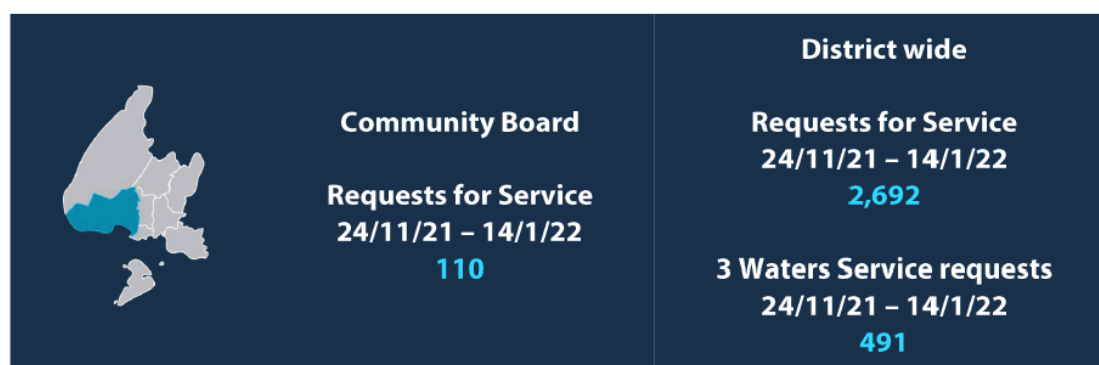 Community Board
Requests for Service
24/11/21 – 14/1/22
110
District wide
Requests for Service
24/11/21 – 14/1/22
2,692
3 Waters Service requests
24/11/21 – 14/1/22
491